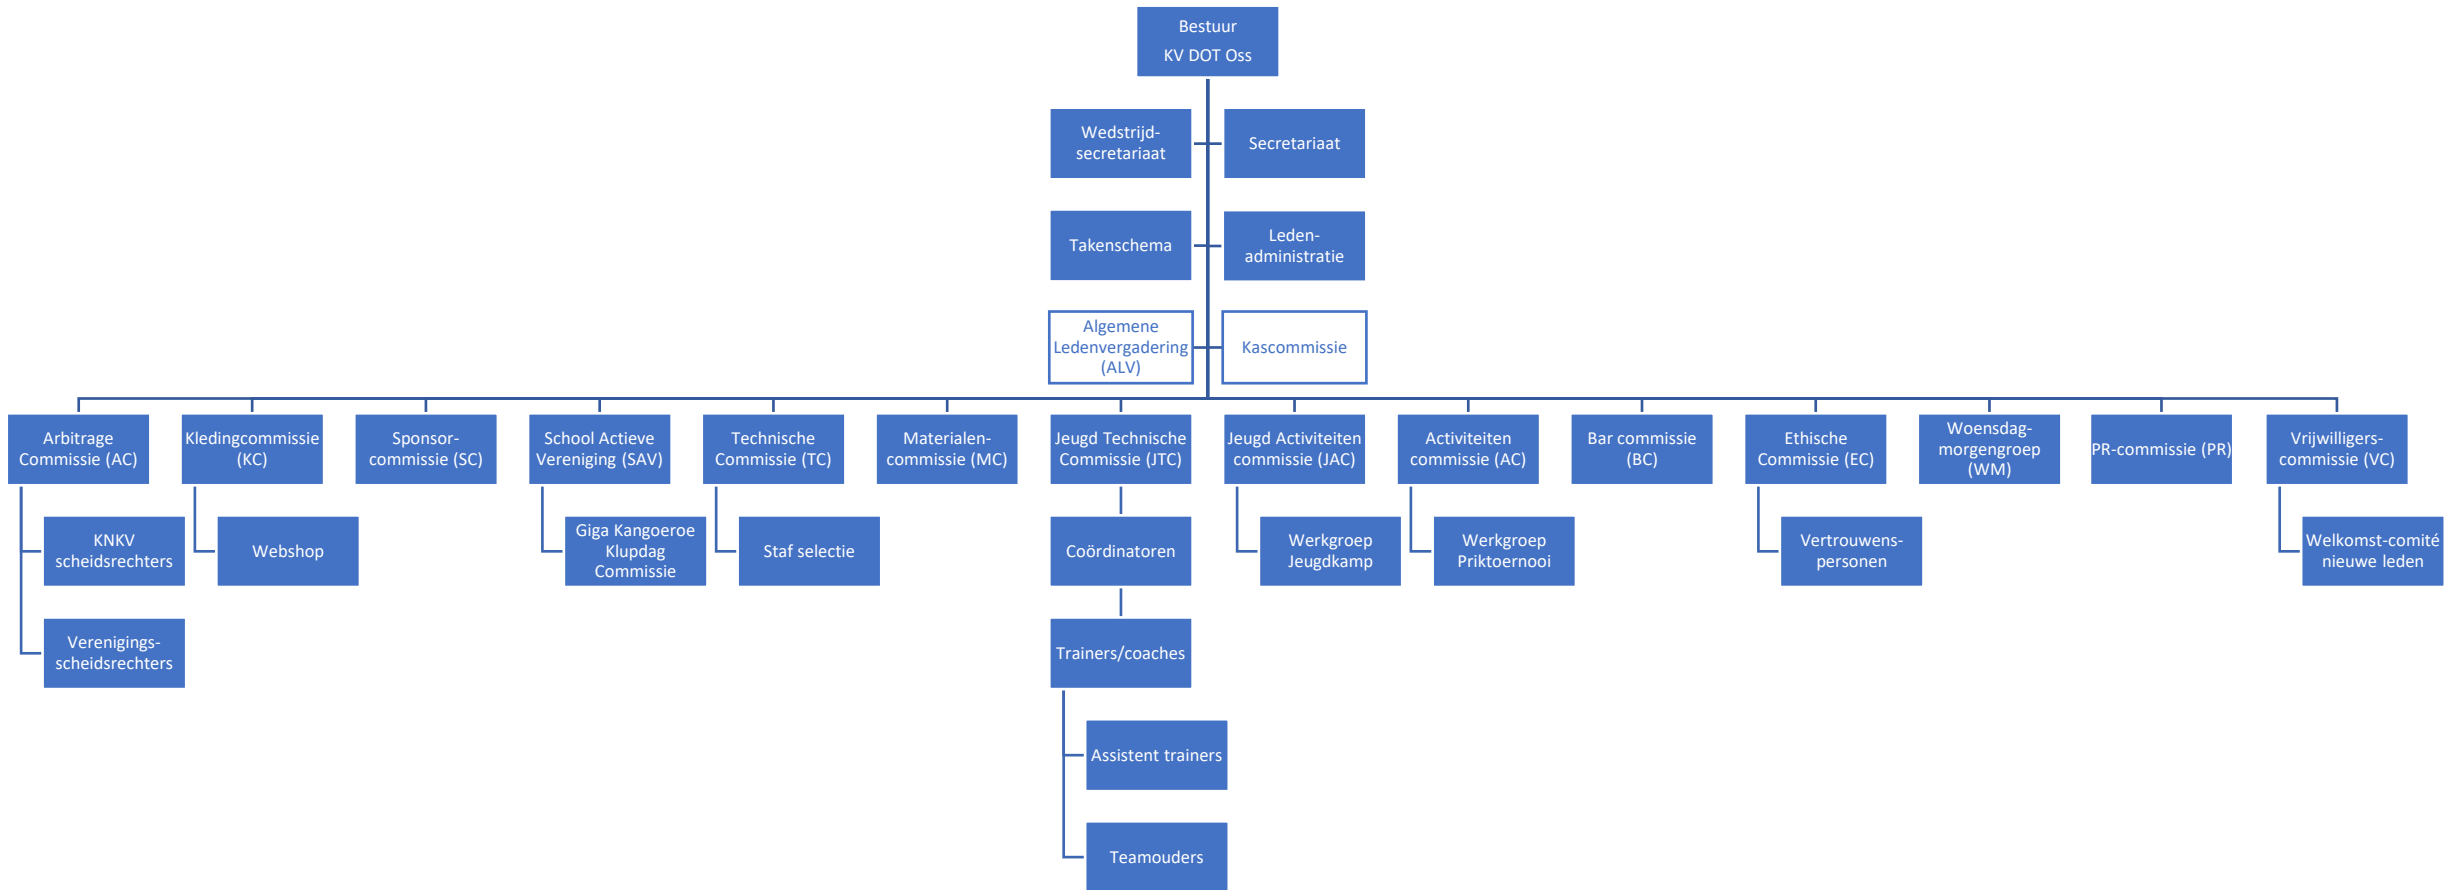 Bestuur
KV DOT Oss
Wedstrijd-
secretariaat
Secretariaat
Takenschema
Leden-
administratie
Algemene
Ledenvergadering
(ALV)
Kascommissie
Arbitrage
Commissie (AC)
Kledingcommissie
(KC)
Sponsor-
commissie (SC)
School Actieve
Vereniging (SAV)
Technische
Commissie (TC)
Materialen-
commissie (MC)
Jeugd Technische
Commissie (JTC)
Jeugd Activiteiten
commissie (JAC)
Activiteiten
commissie (AC)
Bar commissie
(BC)
Ethische
Commissie (EC)
Woensdag-
morgengroep
(WM)
PR-commissie (PR)
Vrijwilligers-
commissie (VC)
KNKV
scheidsrechters
Webshop
Giga Kangoeroe
Klupdag
Commissie
Staf selectie
Coördinatoren
Werkgroep
Jeugdkamp
Werkgroep
Priktoernooi
Vertrouwens-
personen
Welkomst-comité
nieuwe leden
Verenigings-
scheidsrechters
Trainers/coaches
Assistent trainers
Teamouders